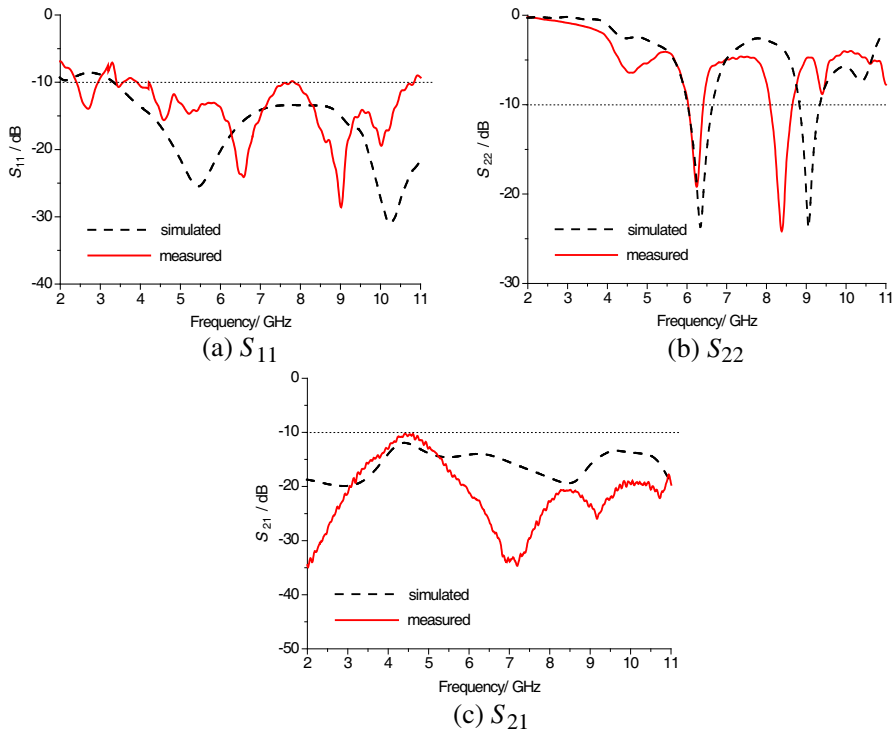 0
-10
-20
-30
-40
S11 / dB
simulated
measured
2 3 4 5 6 7 8 9 10 11
Frequency/ GHz
(a) S11
0
-10
-20
-30
S22 / dB
simulated
measured
2 3 4 5 6 7 8 9 10 11
Frequency/ GHz
(b) S22
0
-10
-20
-30
-40
-50
S21 / dB
simulated
measured
2 3 4 5 6 7 8 9 10 11
Frequency/ GHz
(c) S21